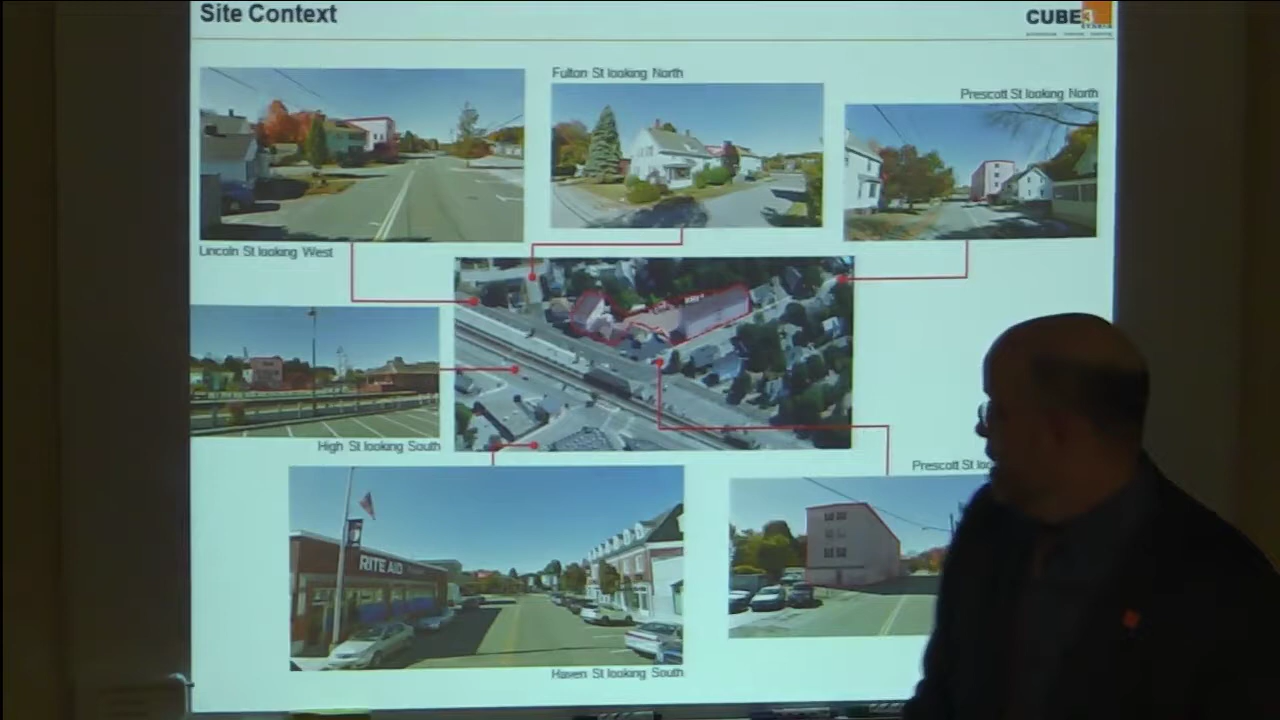 Site Context
CUBE3
Fulton St looking North
Prescott St looking North
Lincoln St looking West
High St looking South
Prescott St
RITE AID
Haven St looking South